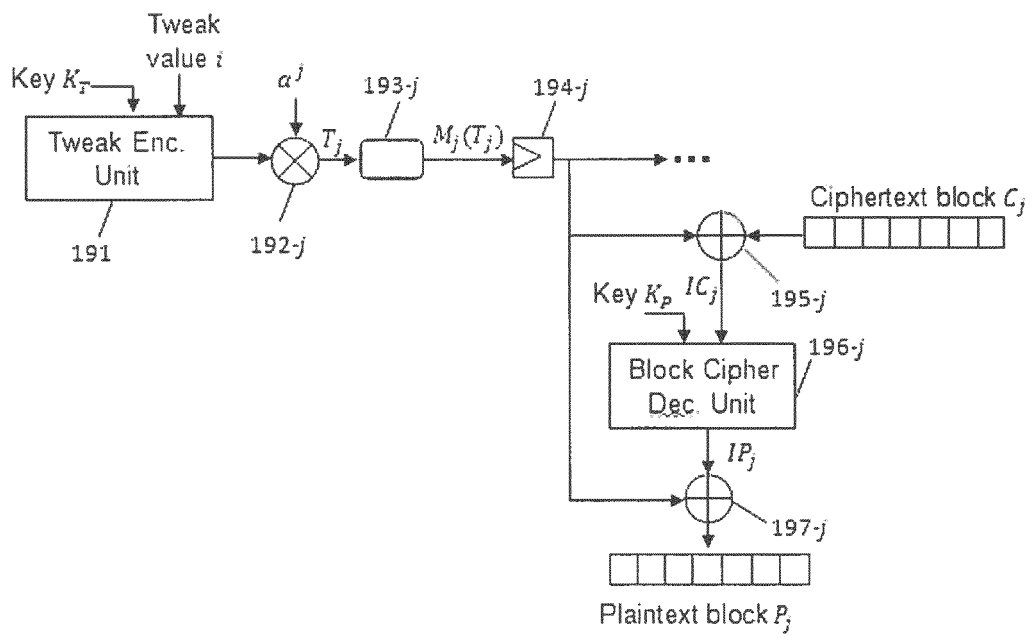 Tweak
value i
Key K_T
a^j
193-j
194-j
Tweak Enc.
Unit
T_j
M_j(T_j)
191
192-j
Ciphertext block C_j
195-j
IC_j
Key K_P
196-j
Block Cipher
Dec. Unit
IP_j
197-j
Plaintext block P_j